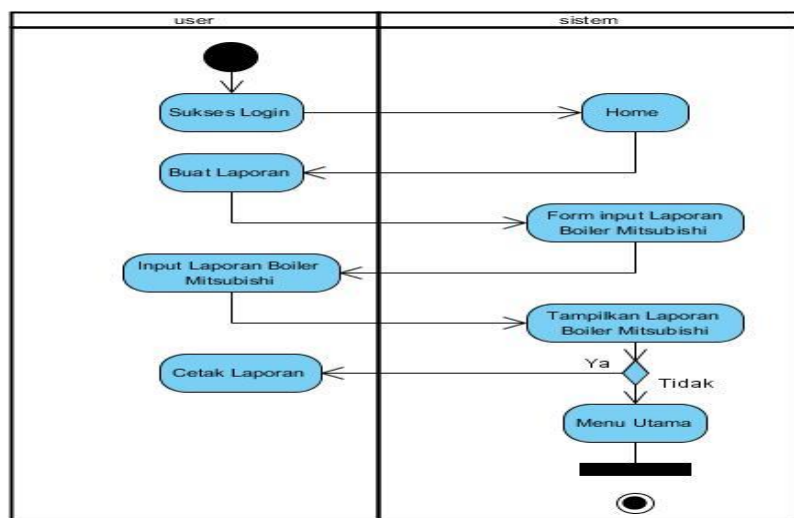 user
sistem
Sukses Login
Home
Buat Laporan
Form input Laporan
Boiler Mitsubishi
Input Laporan Boiler
Mitsubishi
Tampilkan Laporan
Boiler Mitsubishi
Ya
Cetak Laporan
Tidak
Menu Utama